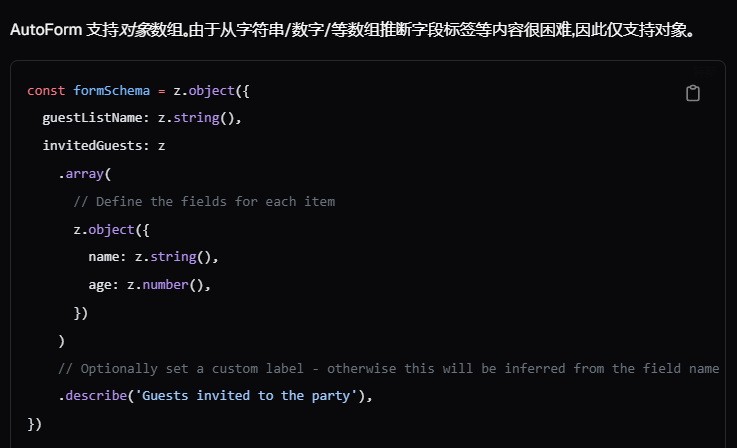 AutoForm 支持对象数组。由于从字符串/数字/等数组推断字段标签等内容很困难,因此仅支持对象。
const formSchema = z.object({
  guestListName: z.string(),
  invitedGuests: z
    .array(
      // Define the fields for each item
      z.object({
        name: z.string(),
        age: z.number(),
      })
    )
    // Optionally set a custom label - otherwise this will be inferred from the field name
    .describe('Guests invited to the party'),
})